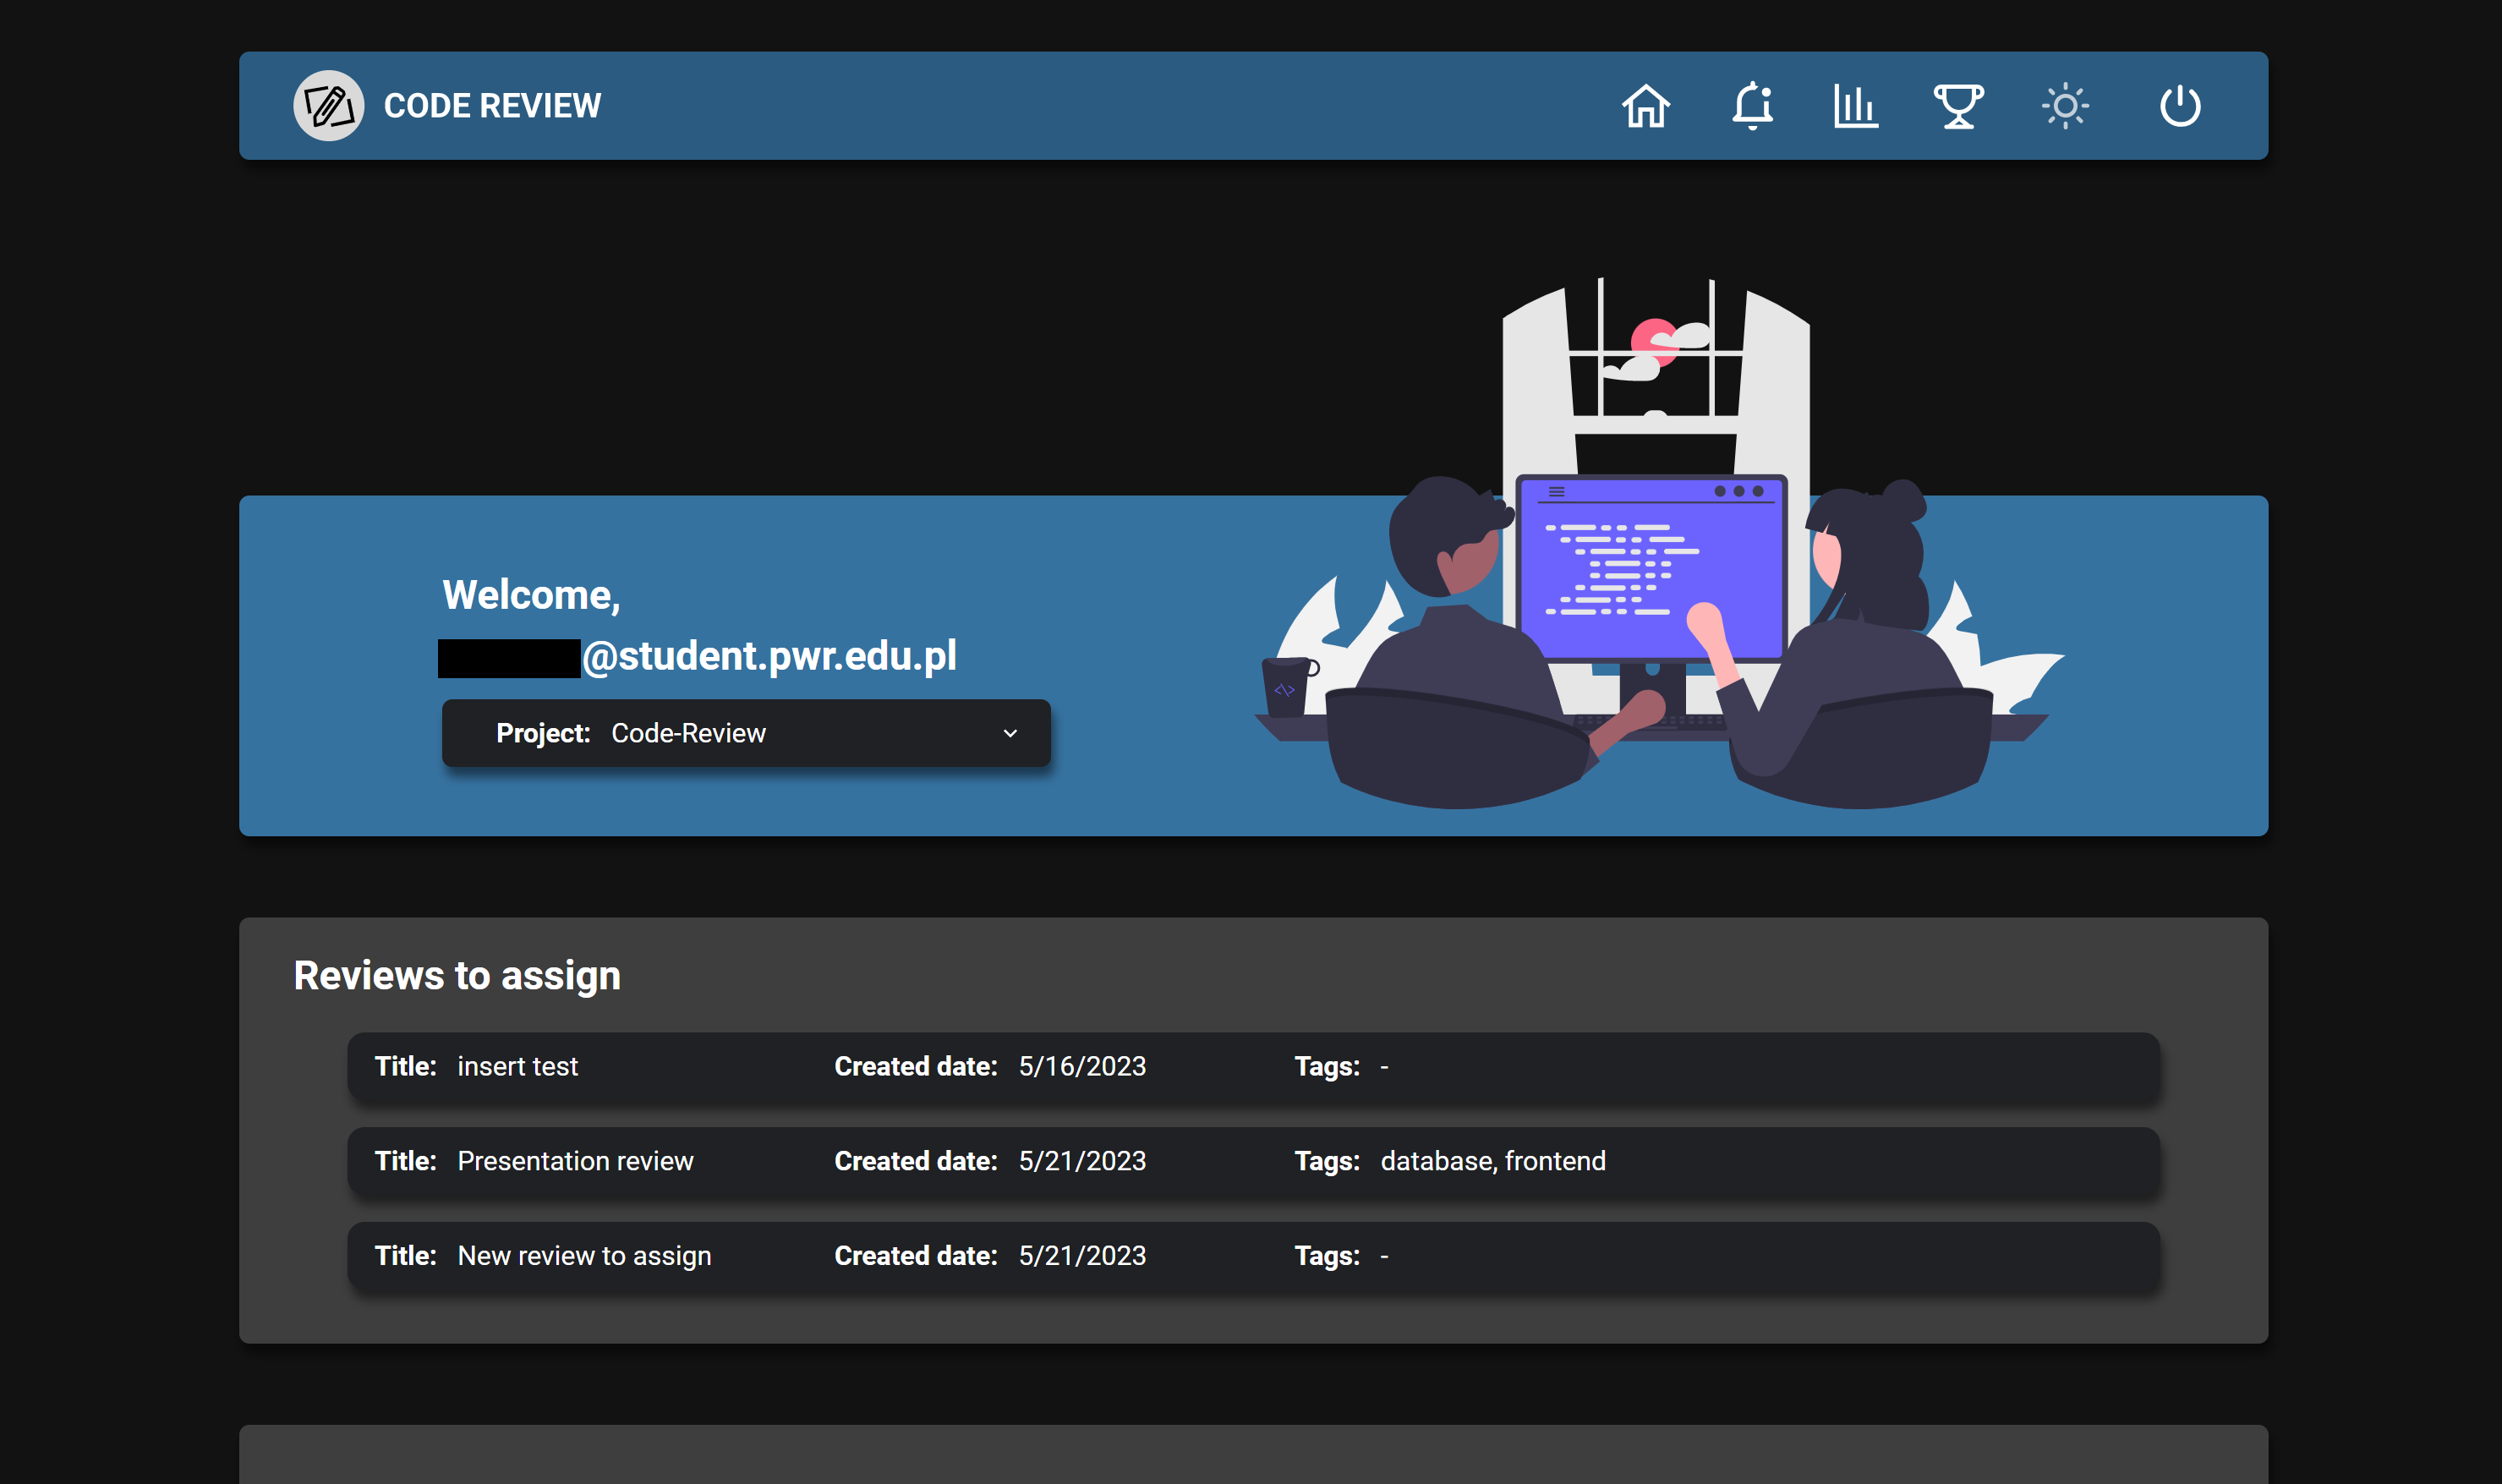 CODE REVIEW
Welcome,
@student.pwr.edu.pl
Project: Code-Review
Reviews to assign
Title: insert test Created date: 5/16/2023 Tags: -
Title: Presentation review Created date: 5/21/2023 Tags: database, frontend
Title: New review to assign Created date: 5/21/2023 Tags: -